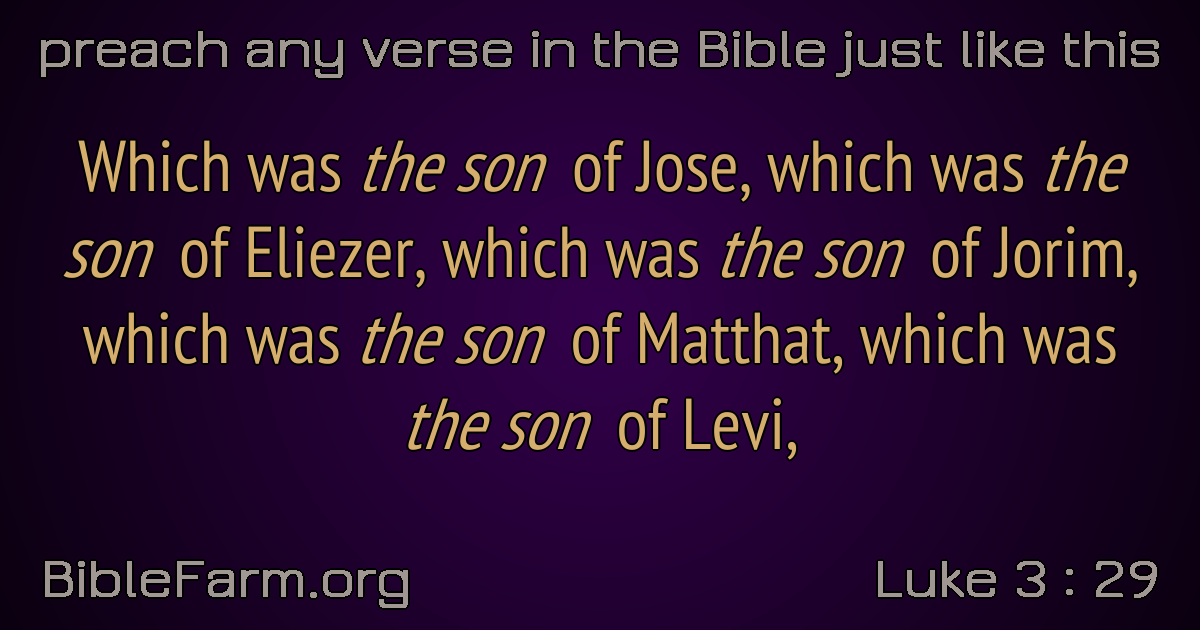 preach any verse in the Bible just like this
Which was the son of Jose, which was the
son of Eliezer, which was the son of Jorim,
which was the son of Matthat, which was
the son of Levi,
BibleFarm.org
Luke 3 : 29